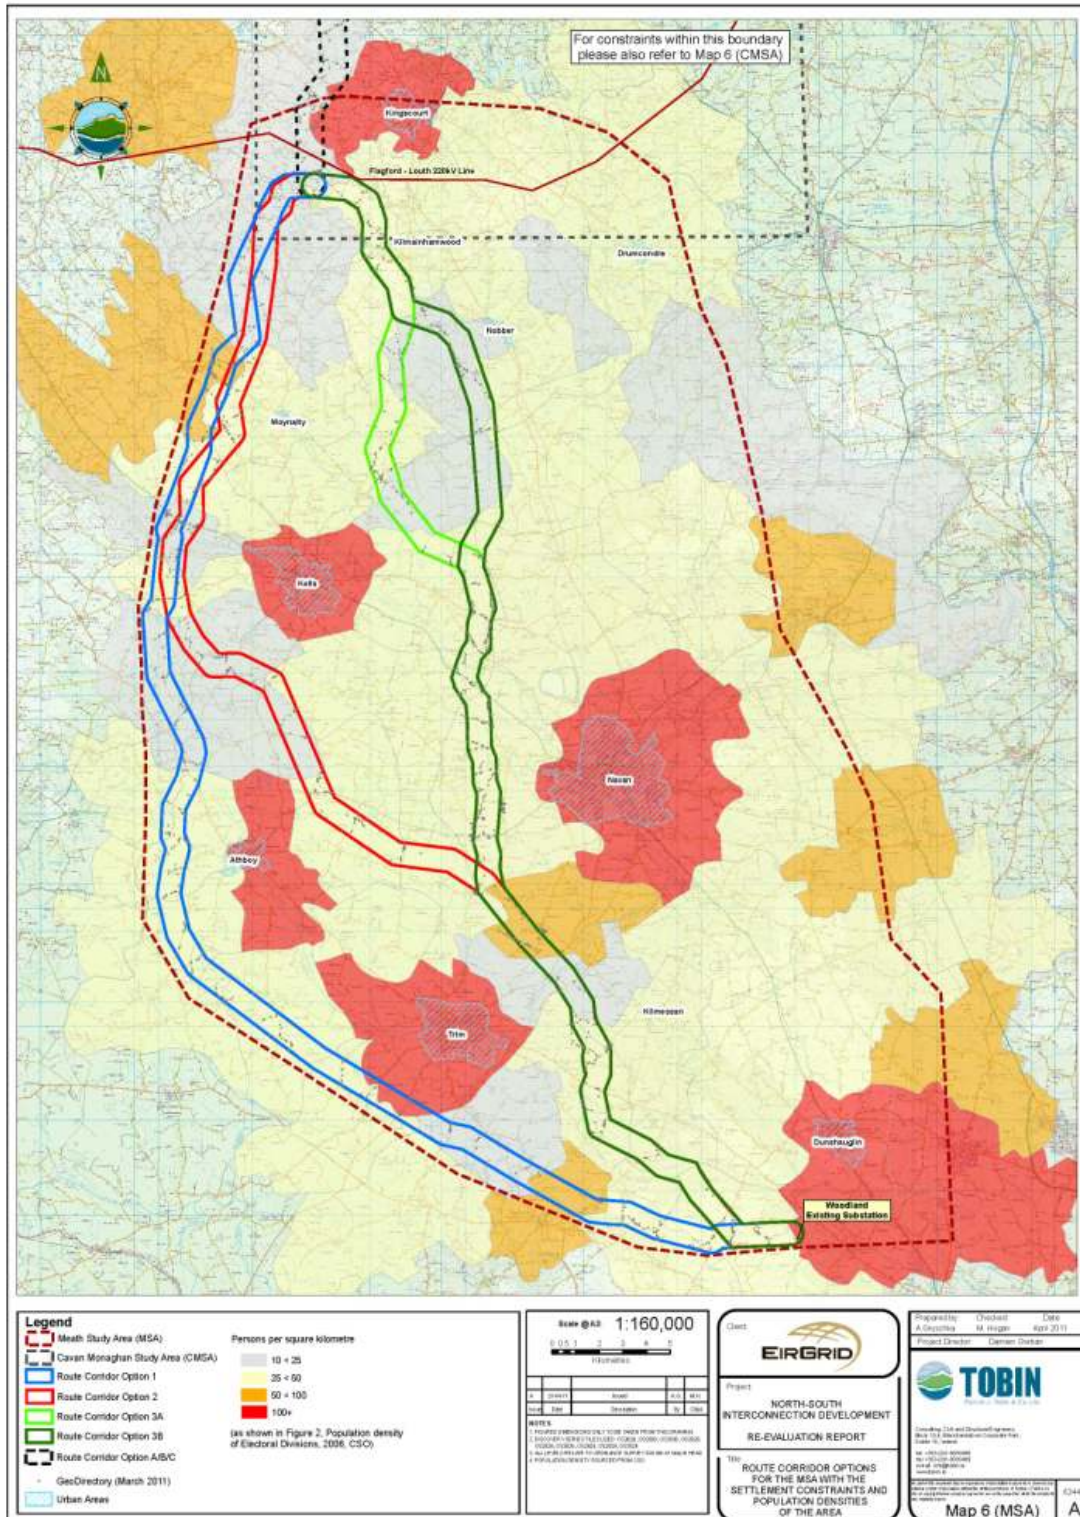 For constraints within this boundary
please also refer to Map 6 (CMSA)
N
Kingscourt
Flagford - Louth 220kV Line
Kilmainhamwood
Drumcondra
Nobber
Moynalty
Kells
Navan
Athboy
Trim
Kilmessan
Dunshaughlin
Woodland
Existing Substation
Legend
Meath Study Area (MSA)
Cavan Monaghan Study Area (CMSA)
Route Corridor Option 1
Route Corridor Option 2
Route Corridor Option 3A
Route Corridor Option 3B
Route Corridor Option A/B/C
GeoDirectory (March 2011)
Urban Areas
Persons per square kilometre
10 < 25
25 < 50
50 < 100
100+
(as shown in Figure 2, Population density
of Electoral Divisions, 2006, CSO)
Scale @A3 1:160,000
Kilometres
NOTES
Client:
EIRGRID
Project:
NORTH-SOUTH
INTERCONNECTION DEVELOPMENT
RE-EVALUATION REPORT
Title:
ROUTE CORRIDOR OPTIONS
FOR THE MSA WITH THE
SETTLEMENT CONSTRAINTS AND
POPULATION DENSITIES
OF THE AREA
Prepared by: Checked: Date:
M. Hogan April 2011
Project Director:
TOBIN
Map 6 (MSA)
A